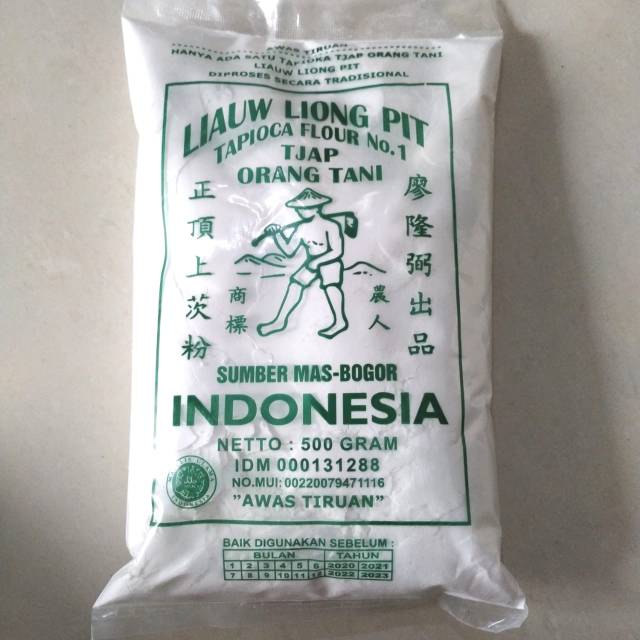 AWAS TIRUAN
HANYA ADA SATU TAPIOKA TJAP ORANG TANI
LIAUW LIONG PIT
DIPROSES SECARA TRADISIONAL
LIAUW LIONG PIT
TAPIOCA FLOUR No.1
TJAP
ORANG TANI
廖隆弼出品
正頂上茨粉
農人
商標
SUMBER MAS-BOGOR
INDONESIA
NETTO : 500 GRAM
IDM 000131288
NO.MUI: 00220079471116
"AWAS TIRUAN"
BAIK DIGUNAKAN SEBELUM :
BULAN TAHUN
1 2 3 4 5 6 2020 2021
7 8 9 10 11 12 2022 2023